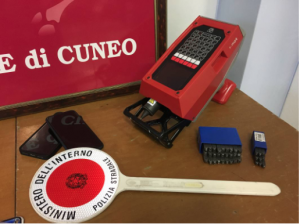 E di CUNEO
MINISTERO DELL'INTERNO
POLIZIA STRADALE